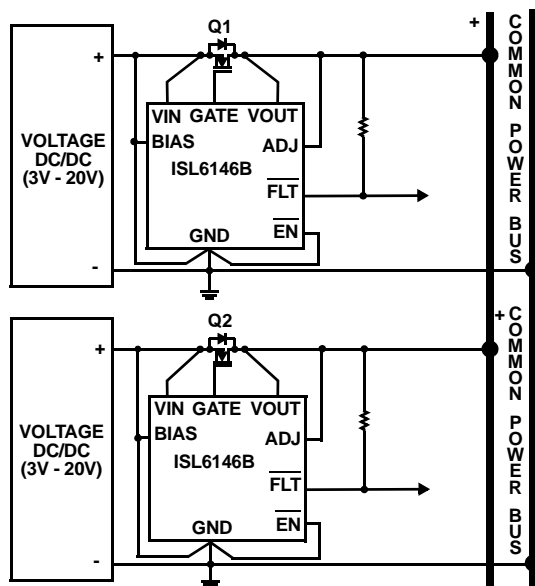 Q1
+
+
VIN GATE VOUT
BIAS
ADJ
VOLTAGE
DC/DC
(3V - 20V)
ISL6146B
FLT
EN
GND
-
COMMON POWER BUS
Q2
+
+
VIN GATE VOUT
BIAS
ADJ
VOLTAGE
DC/DC
(3V - 20V)
ISL6146B
FLT
EN
GND
-
COMMON POWER BUS